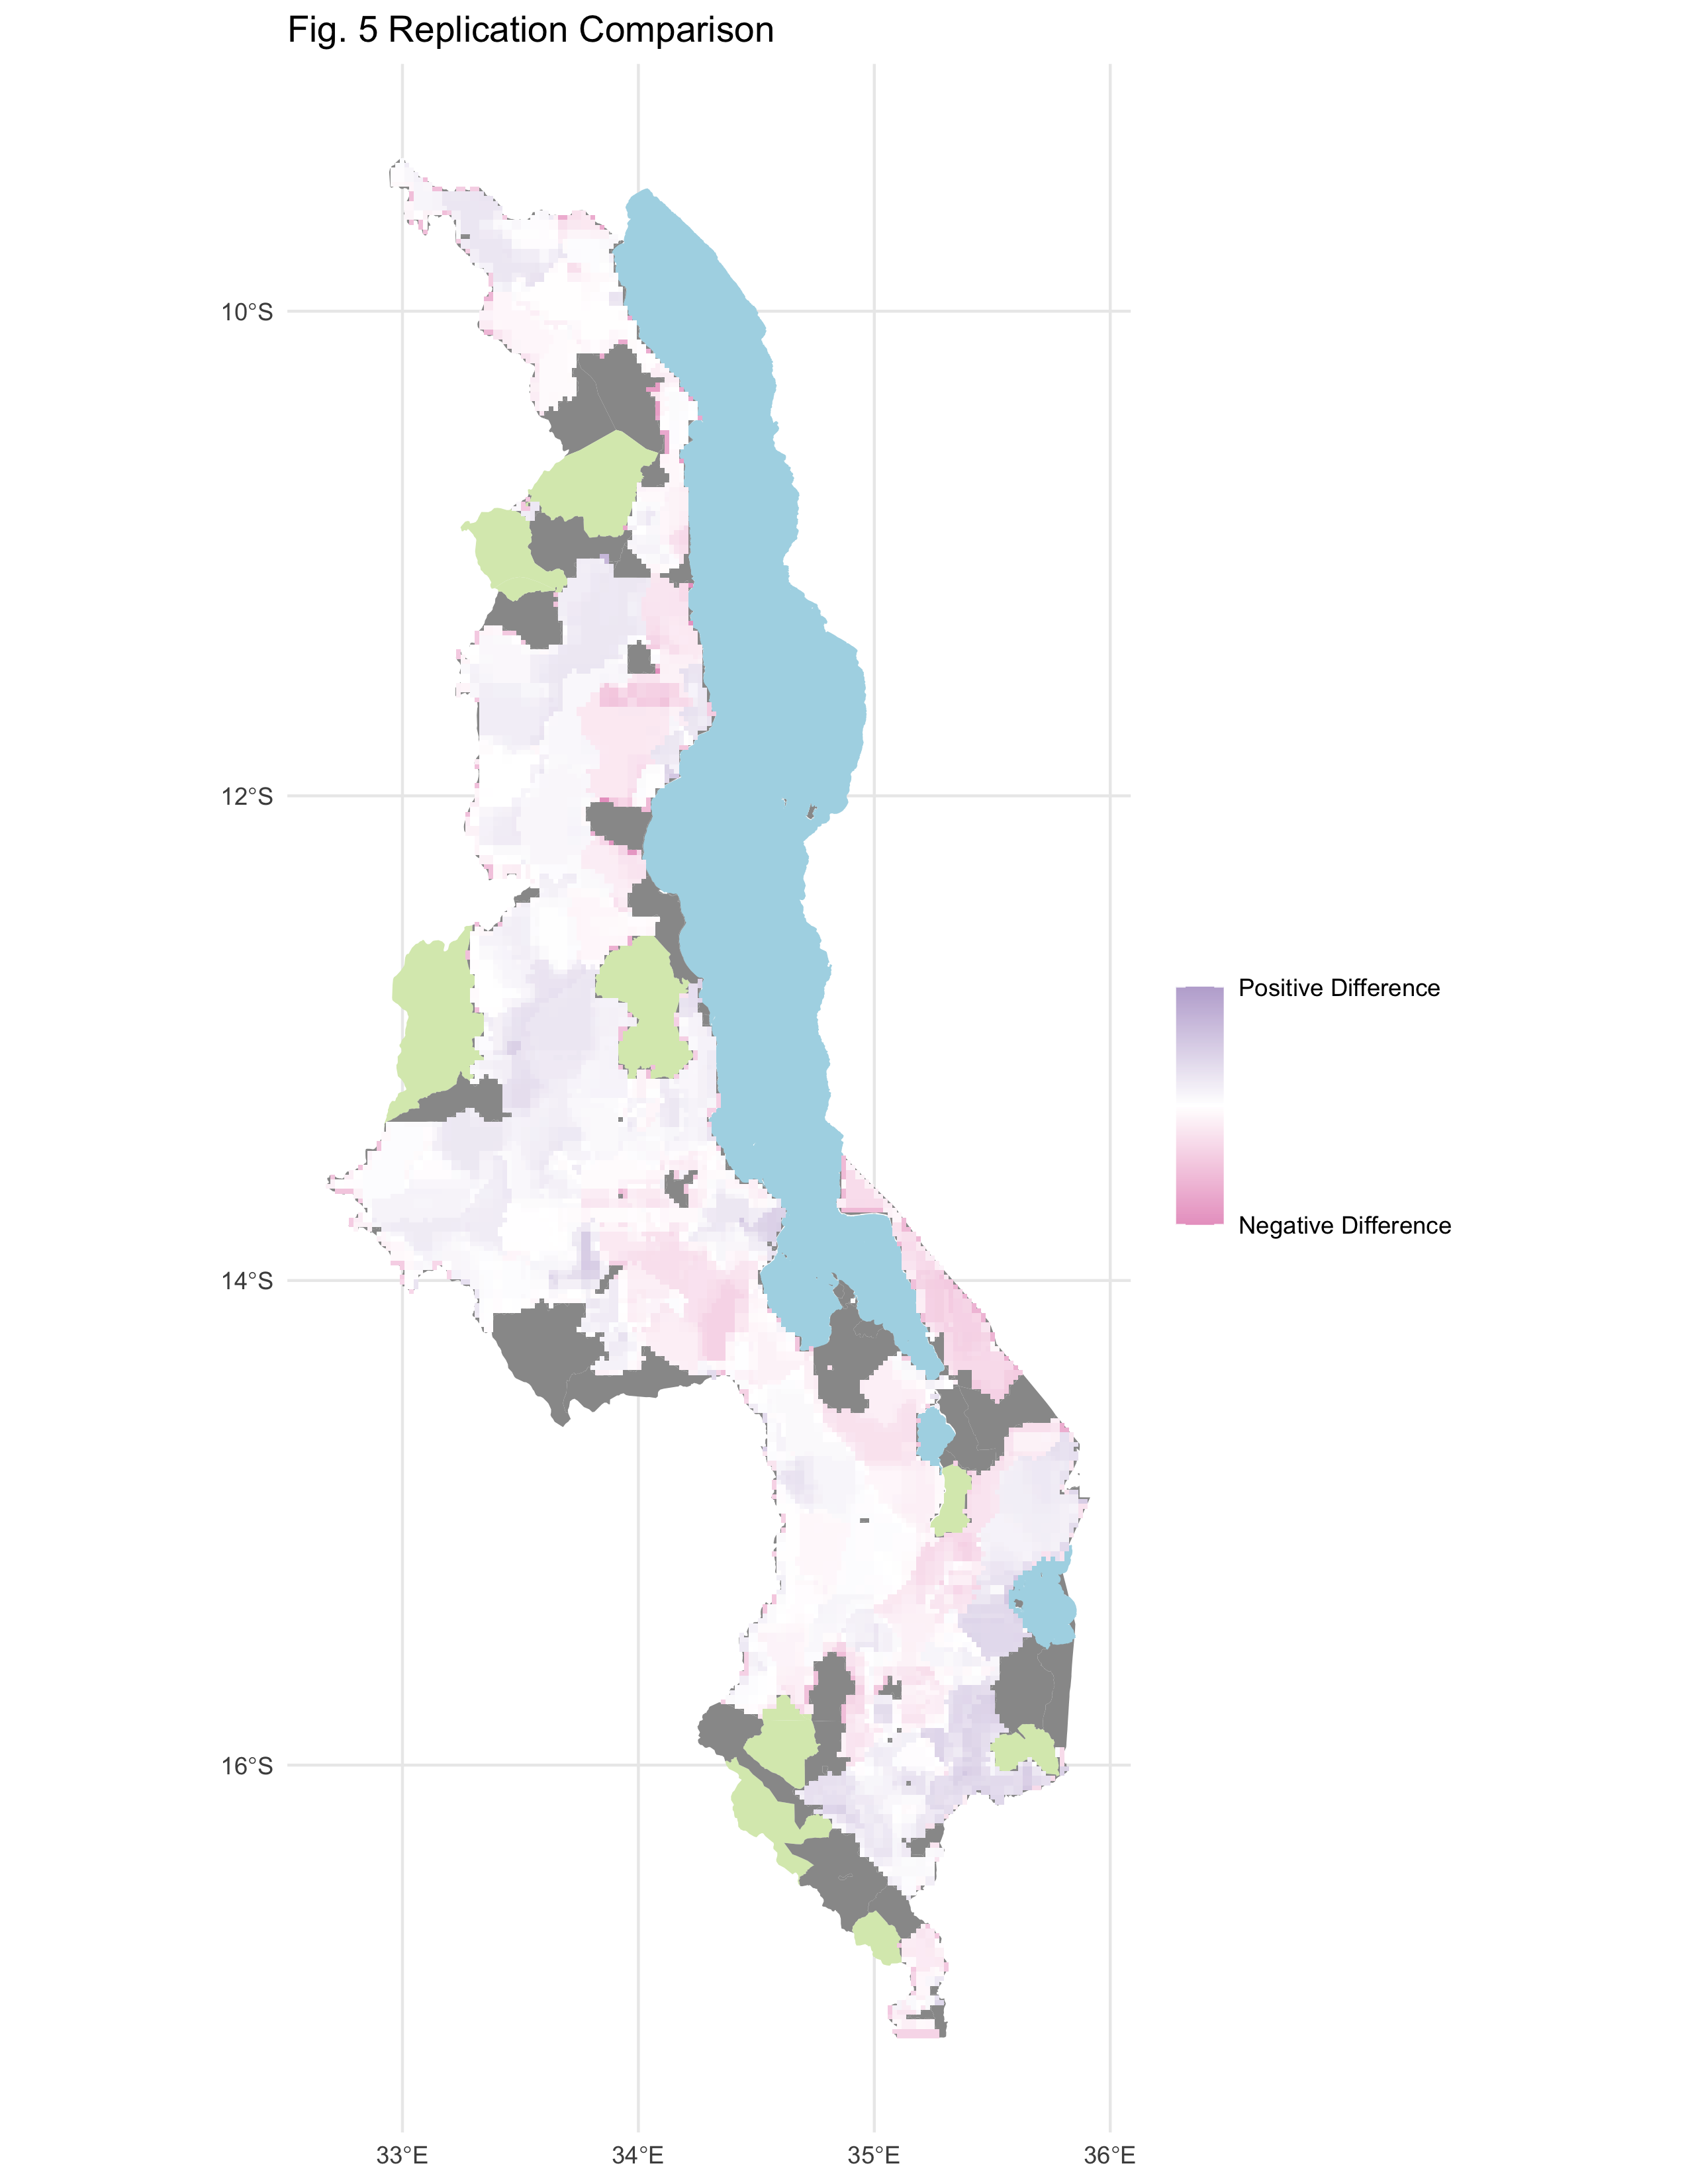 Fig. 5 Replication Comparison
10°S
12°S
14°S
16°S
33°E
34°E
35°E
36°E
Positive Difference
Negative Difference